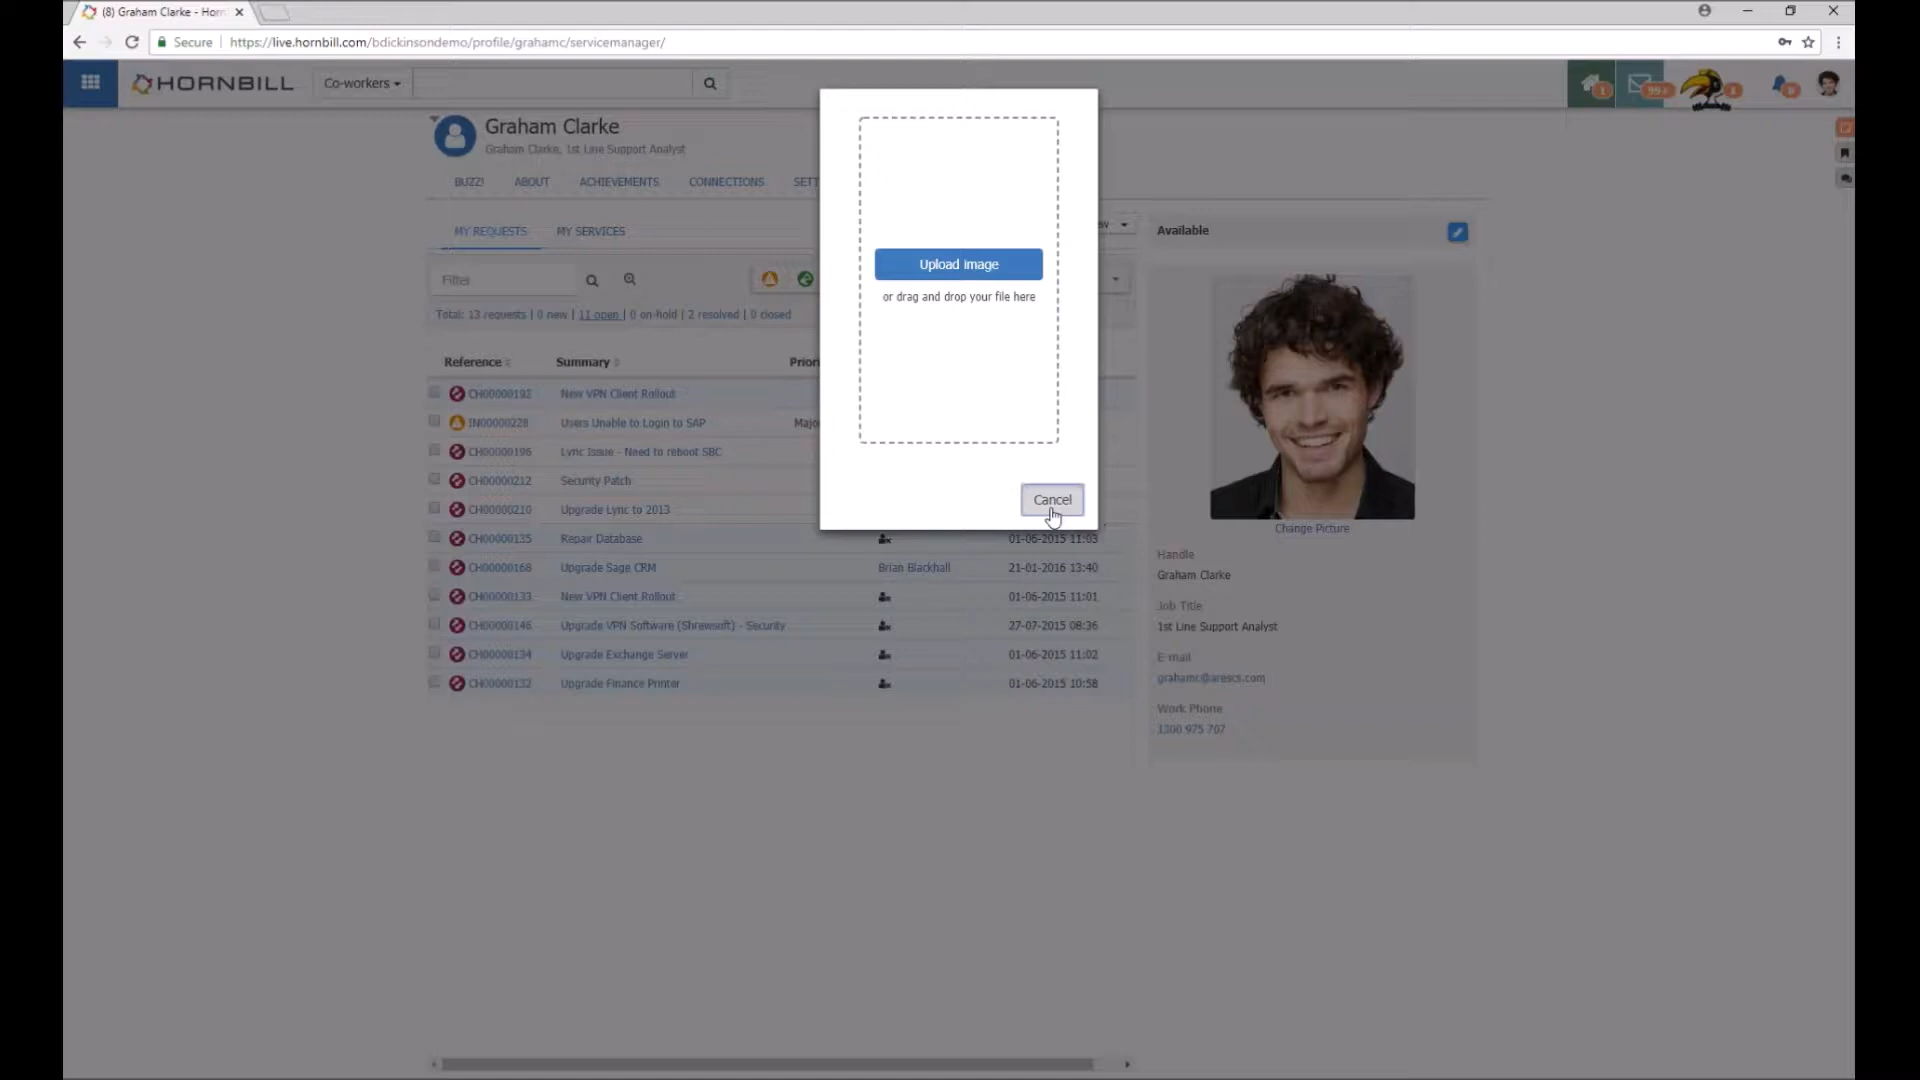 (8) Graham Clarke - Horn
Secure
https://live.hornbill.com/bdickinsondemo/profile/grahamc/servicemanager/
HORNBILL
Co-workers
1
99+
1
8
Graham Clarke
Graham Clarke, 1st Line Support Analyst
BUZZ!
ABOUT
ACHIEVEMENTS
CONNECTIONS
SETT
MY REQUESTS
MY SERVICES
Filter
Total: 13 requests | 0 new | 11 open | 0 on-hold | 2 resolved | 0 closed
Reference
Summary
Priori
CH00000192 New VPN Client Rollout
IN00000228 Users Unable to Login to SAP Majo
CH00000196 Lync Issue - Need to reboot SBC
CH00000212 Security Patch
CH00000210 Upgrade Lync to 2013
CH00000135 Repair Database 01-06-2015 11:03
CH00000168 Upgrade Sage CRM Brian Blackhall 21-01-2016 13:40
CH00000133 New VPN Client Rollout 01-06-2015 11:01
CH00000146 Upgrade VPN Software (Shrewsoft) - Security 27-07-2015 08:36
CH00000134 Upgrade Exchange Server 01-06-2015 11:02
CH00000132 Upgrade Finance Printer 01-06-2015 10:58
Upload image
or drag and drop your file here
Cancel
Available
Change Picture
Handle
Graham Clarke
Job Title
1st Line Support Analyst
E-mail
grahamc@arescs.com
Work Phone
1300 975 707